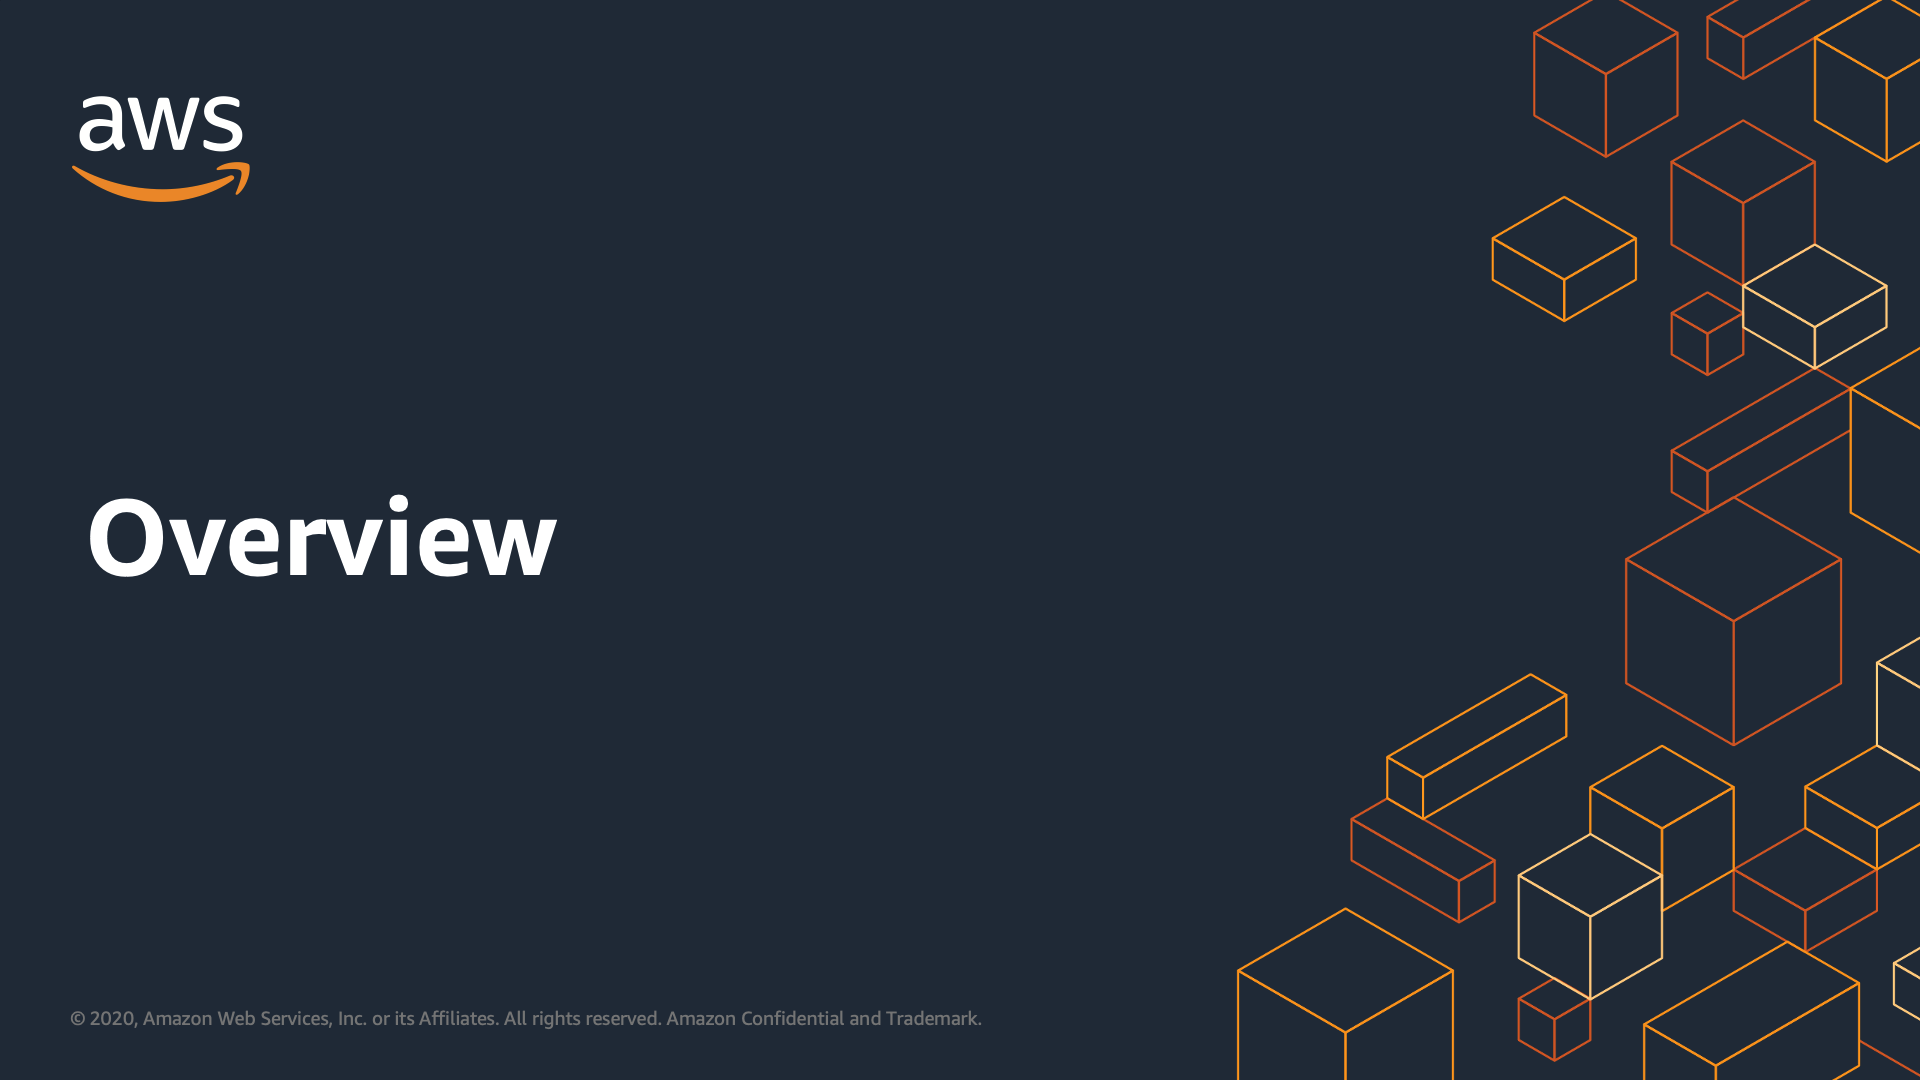 aws
Overview
© 2020, Amazon Web Services, Inc. or its Affiliates. All rights reserved. Amazon Confidential and Trademark.